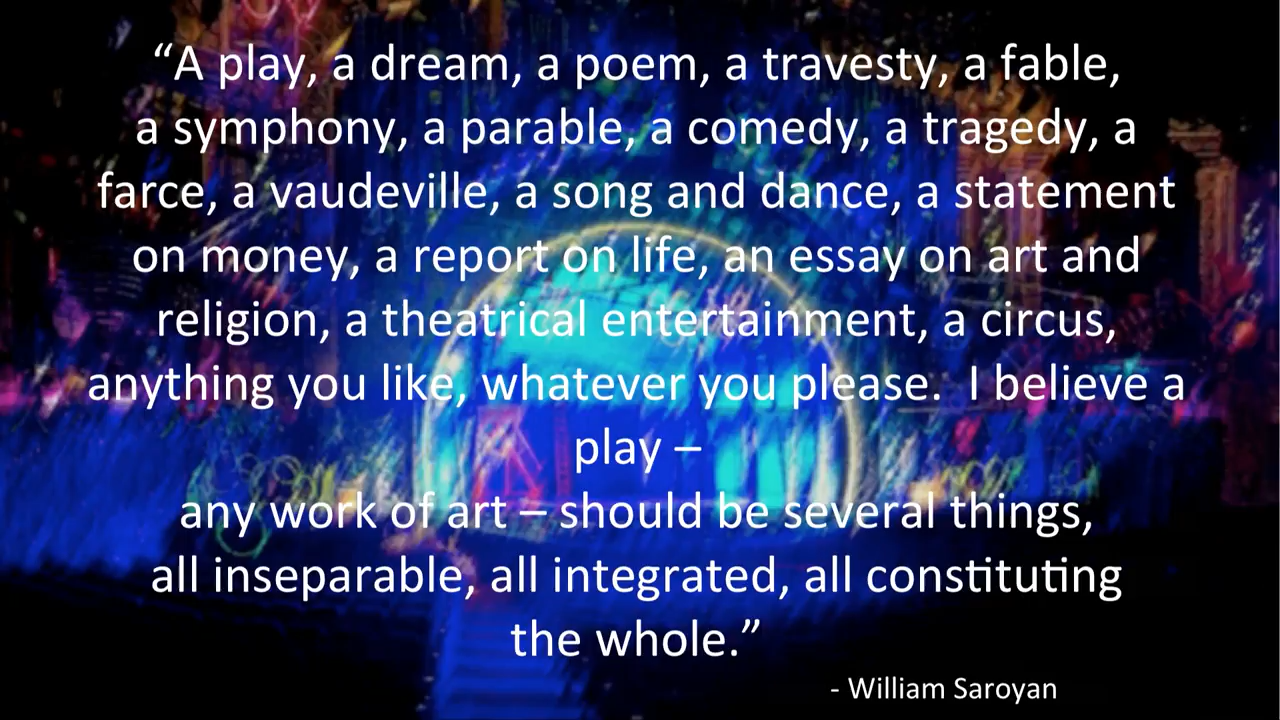 “A play, a dream, a poem, a travesty, a fable,
a symphony, a parable, a comedy, a tragedy, a
farce, a vaudeville, a song and dance, a statement
on money, a report on life, an essay on art and
religion, a theatrical entertainment, a circus,
anything you like, whatever you please.  I believe a
play –
any work of art – should be several things,
all inseparable, all integrated, all constituting
the whole.”
- William Saroyan